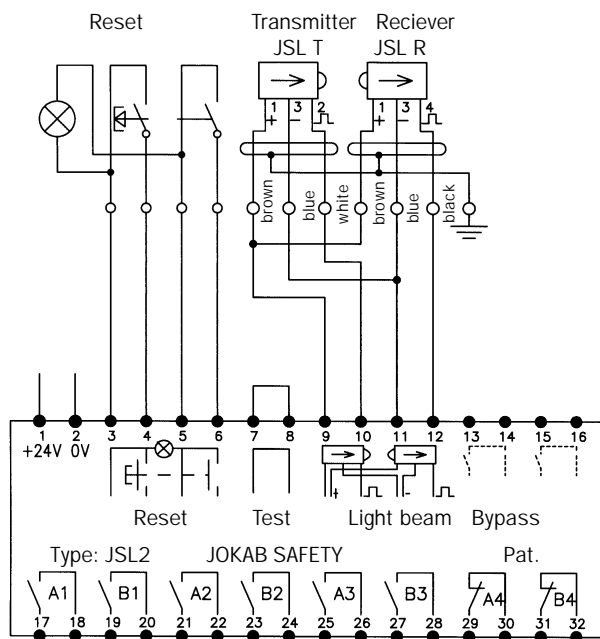 Reset Transmitter Reciever
JSL T JSL R
1 3 2 1 3 4
+ − + −
brown blue white brown blue black
1 2 3 4 5 6 7 8 9 10 11 12 13 14 15 16
+24V 0V
+ -
Reset Test Light beam Bypass
Type: JSL2 JOKAB SAFETY Pat.
A1 B1 A2 B2 A3 B3 A4 B4
17 18 19 20 21 22 23 24 25 26 27 28 29 30 31 32